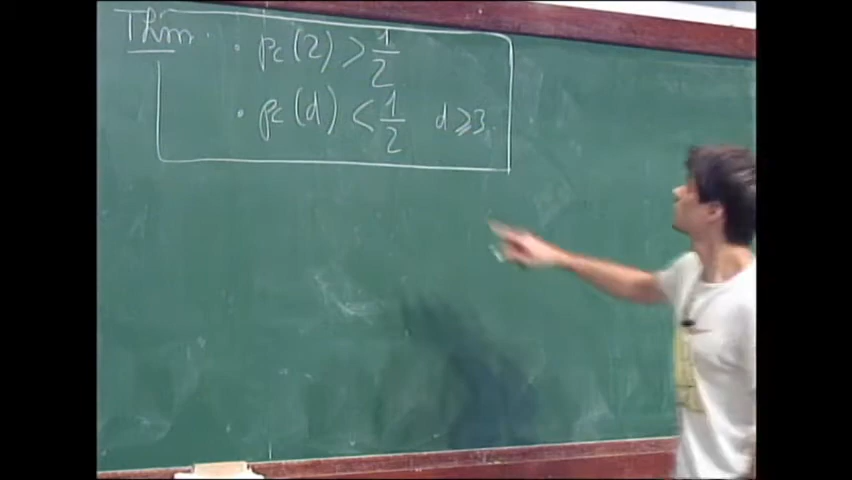 Thm. • pc(2) > 1/2
• pc(d) < 1/2 d ⩾ 3.